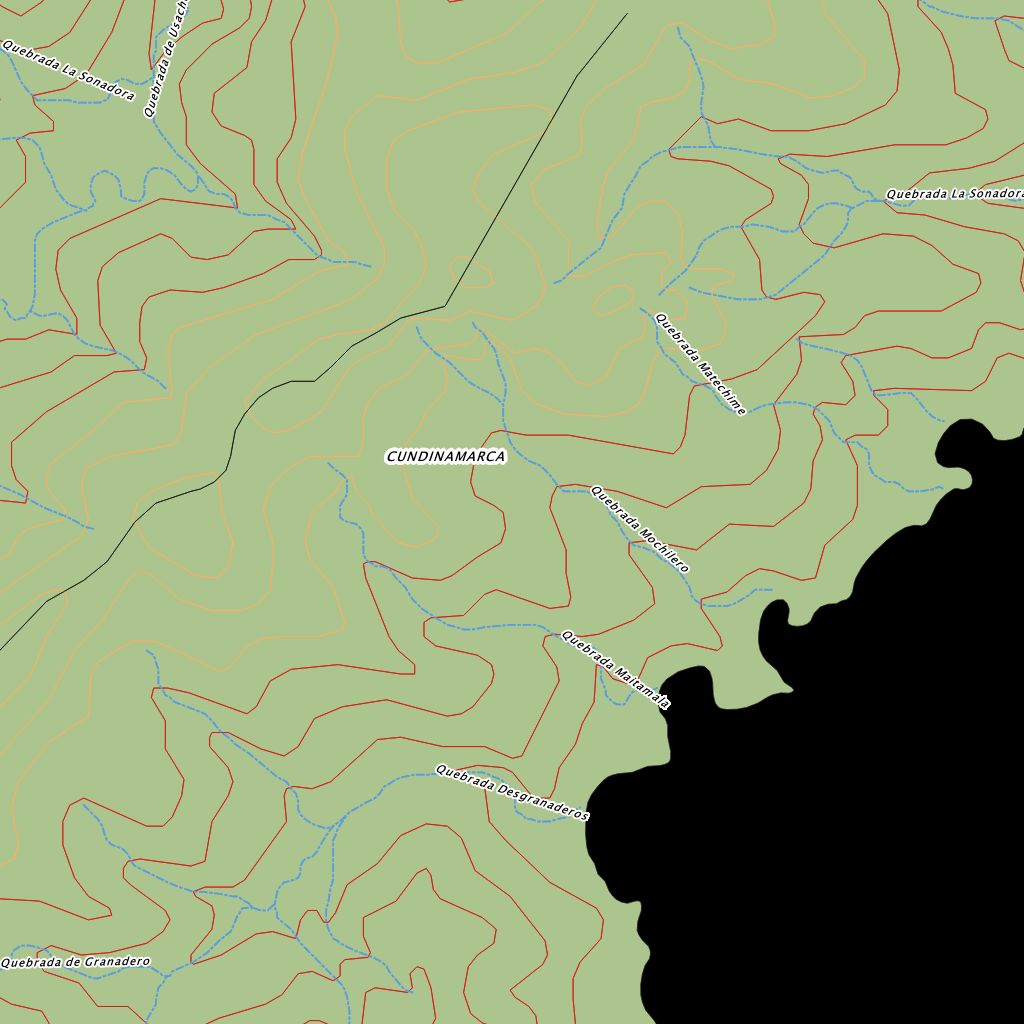 Quebrada La Sonadora
Quebrada de Usach
Quebrada La Sonadora
Quebrada Matechime
CUNDINAMARCA
Quebrada Mochilero
Quebrada Maltamala
Quebrada Desgranaderos
Quebrada de Granadero